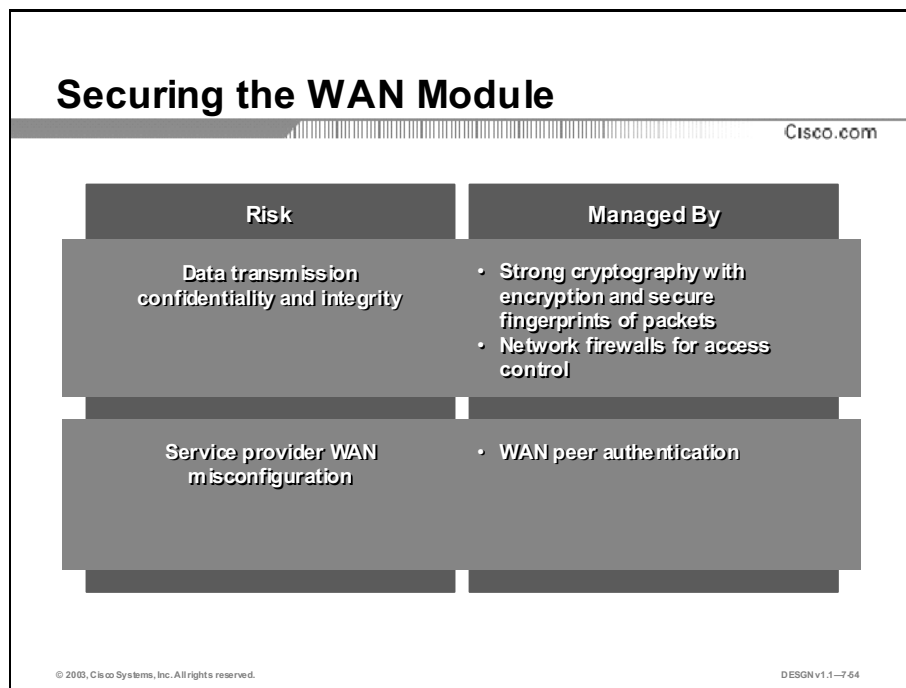 Securing the WAN Module
Cisco.com
Risk
Managed By
Data transmission
confidentiality and integrity
• Strong cryptography with
encryption and secure
fingerprints of packets
• Network firewalls for access
control
Service provider WAN
misconfiguration
• WAN peer authentication
© 2003, Cisco Systems, Inc. All rights reserved.
DESGN v1.1—7-54